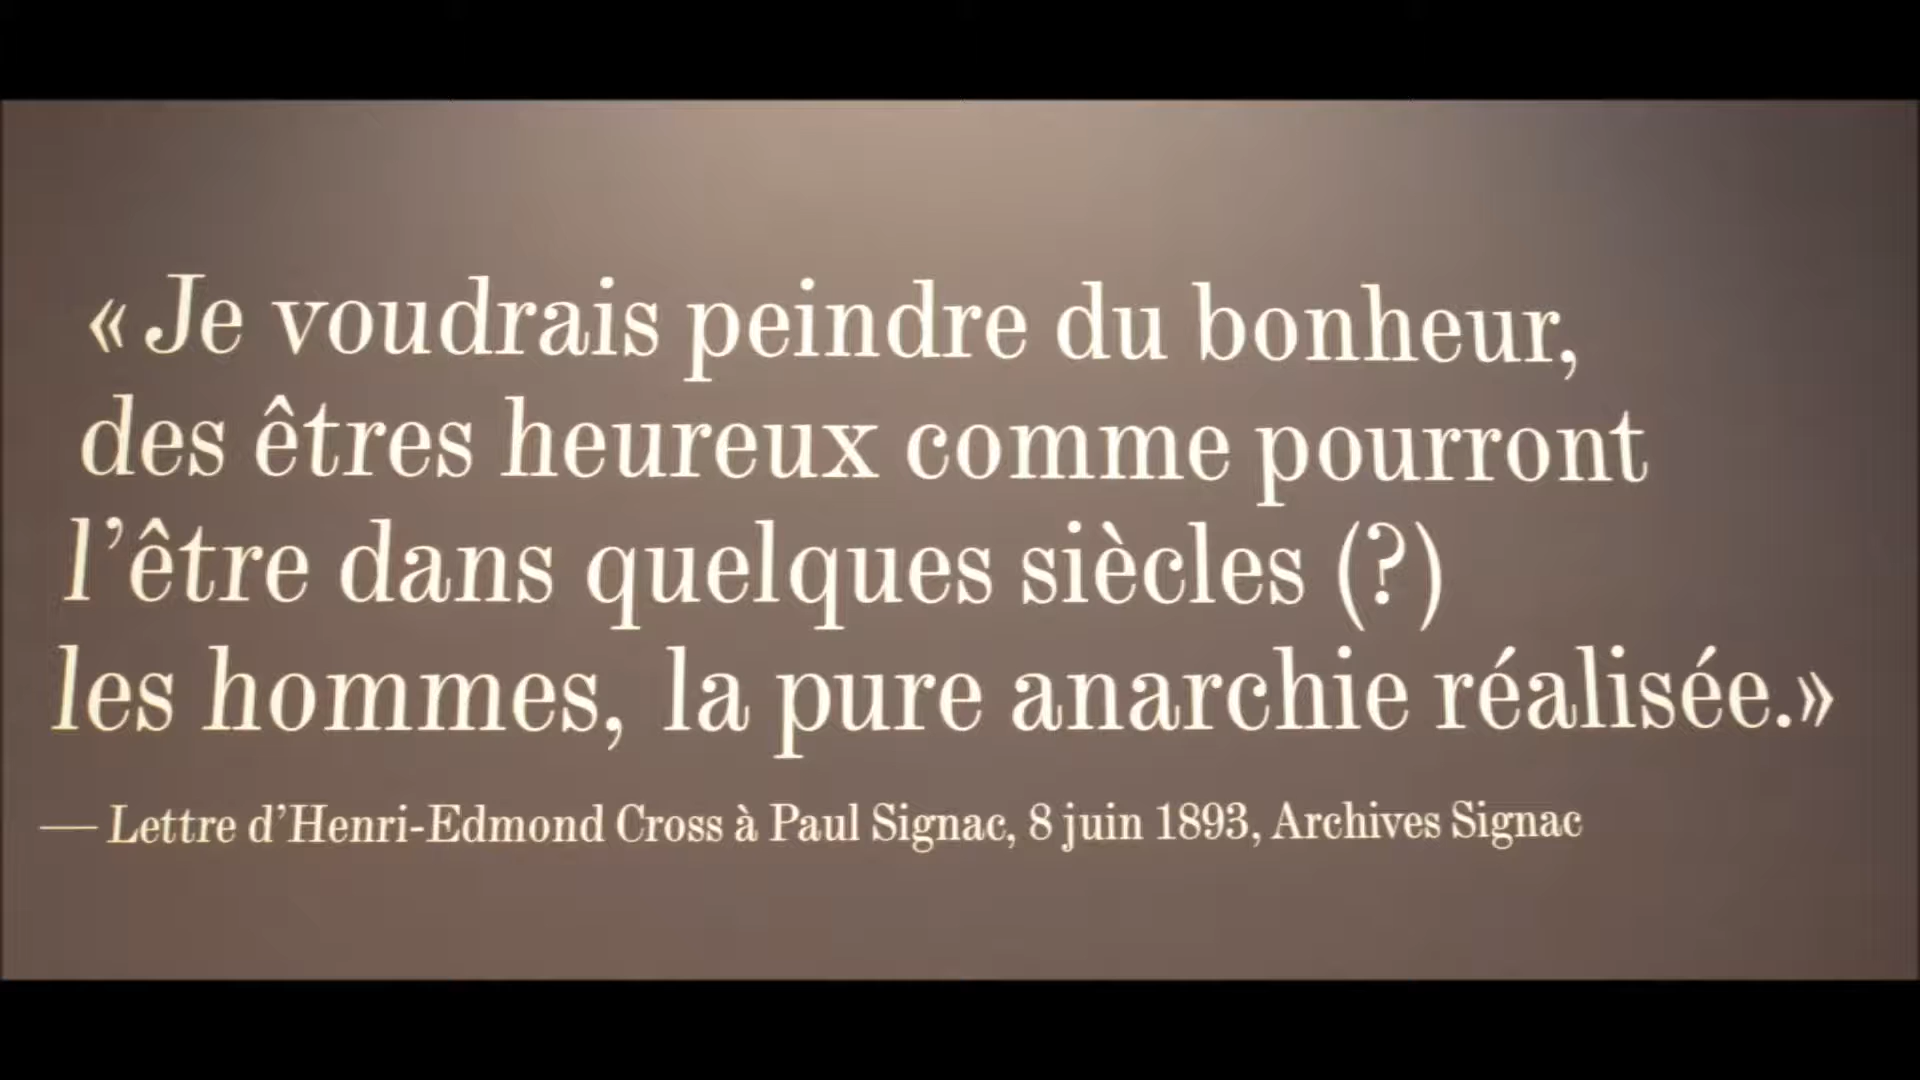 « Je voudrais peindre du bonheur,
des êtres heureux comme pourront
l’être dans quelques siècles (?)
les hommes, la pure anarchie réalisée.»
— Lettre d’Henri-Edmond Cross à Paul Signac, 8 juin 1893, Archives Signac